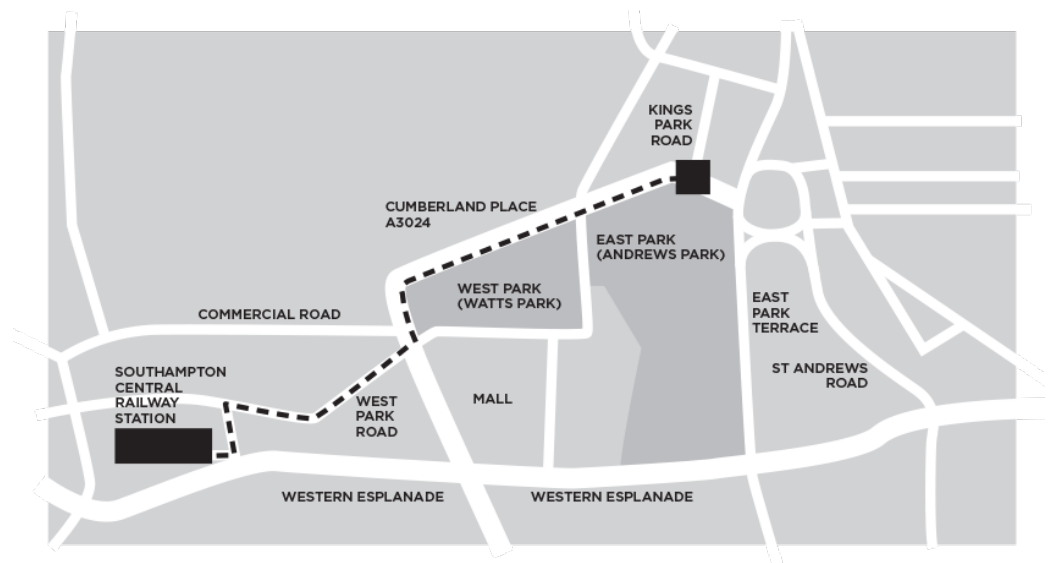 KINGS
PARK
ROAD
CUMBERLAND PLACE
A3024
EAST PARK
(ANDREWS PARK)
WEST PARK
(WATTS PARK)
COMMERCIAL ROAD
EAST
PARK
TERRACE
SOUTHAMPTON
CENTRAL
RAILWAY
STATION
ST ANDREWS
ROAD
WEST
PARK
ROAD
MALL
WESTERN ESPLANADE
WESTERN ESPLANADE